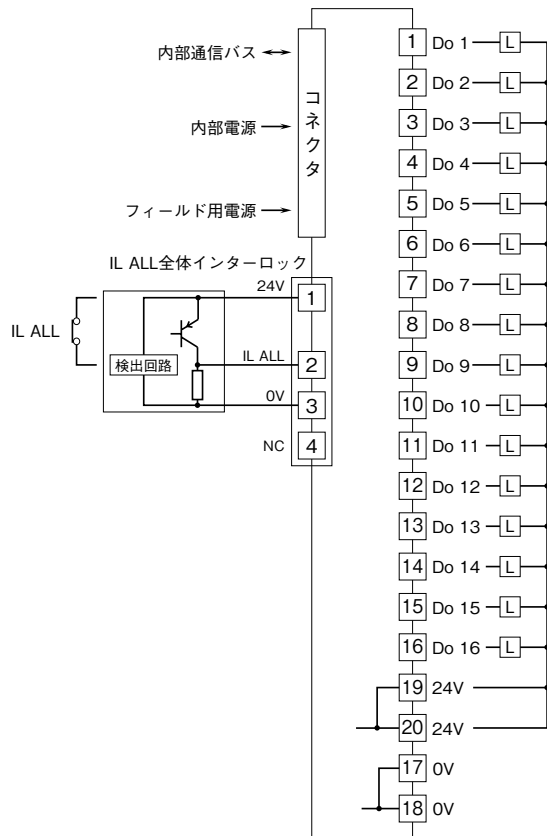 内部通信バス
内部電源
フィールド用電源
コネクタ
IL ALL全体インターロック
24V
1
IL ALL
検出回路
IL ALL
2
0V
3
NC
4
1 Do 1 L
2 Do 2 L
3 Do 3 L
4 Do 4 L
5 Do 5 L
6 Do 6 L
7 Do 7 L
8 Do 8 L
9 Do 9 L
10 Do 10 L
11 Do 11 L
12 Do 12 L
13 Do 13 L
14 Do 14 L
15 Do 15 L
16 Do 16 L
19 24V
20 24V
17 0V
18 0V